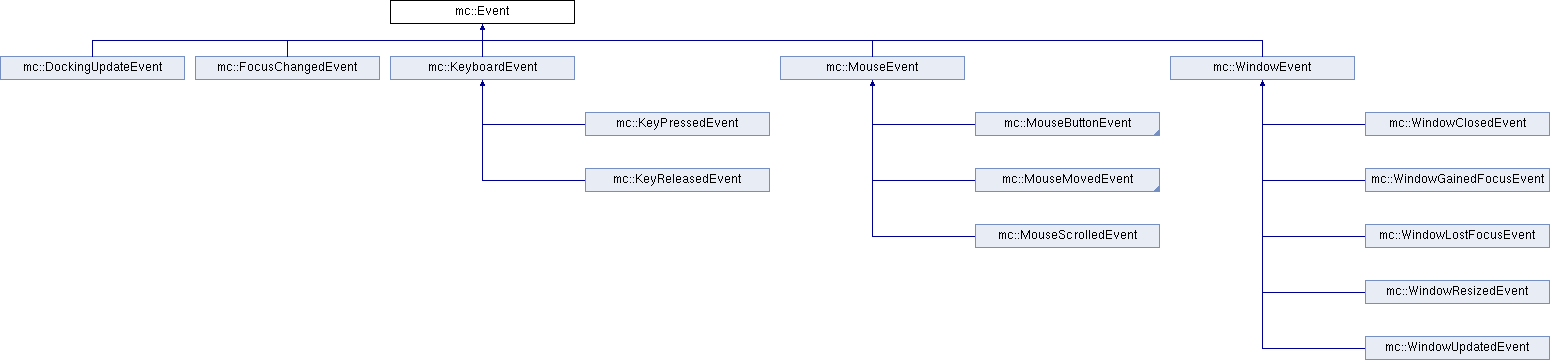 mc::Event
mc::DockingUpdateEvent
mc::FocusChangedEvent
mc::KeyboardEvent
mc::MouseEvent
mc::WindowEvent
mc::KeyPressedEvent
mc::MouseButtonEvent
mc::WindowClosedEvent
mc::KeyReleasedEvent
mc::MouseMovedEvent
mc::WindowGainedFocusEvent
mc::MouseScrolledEvent
mc::WindowLostFocusEvent
mc::WindowResizedEvent
mc::WindowUpdatedEvent